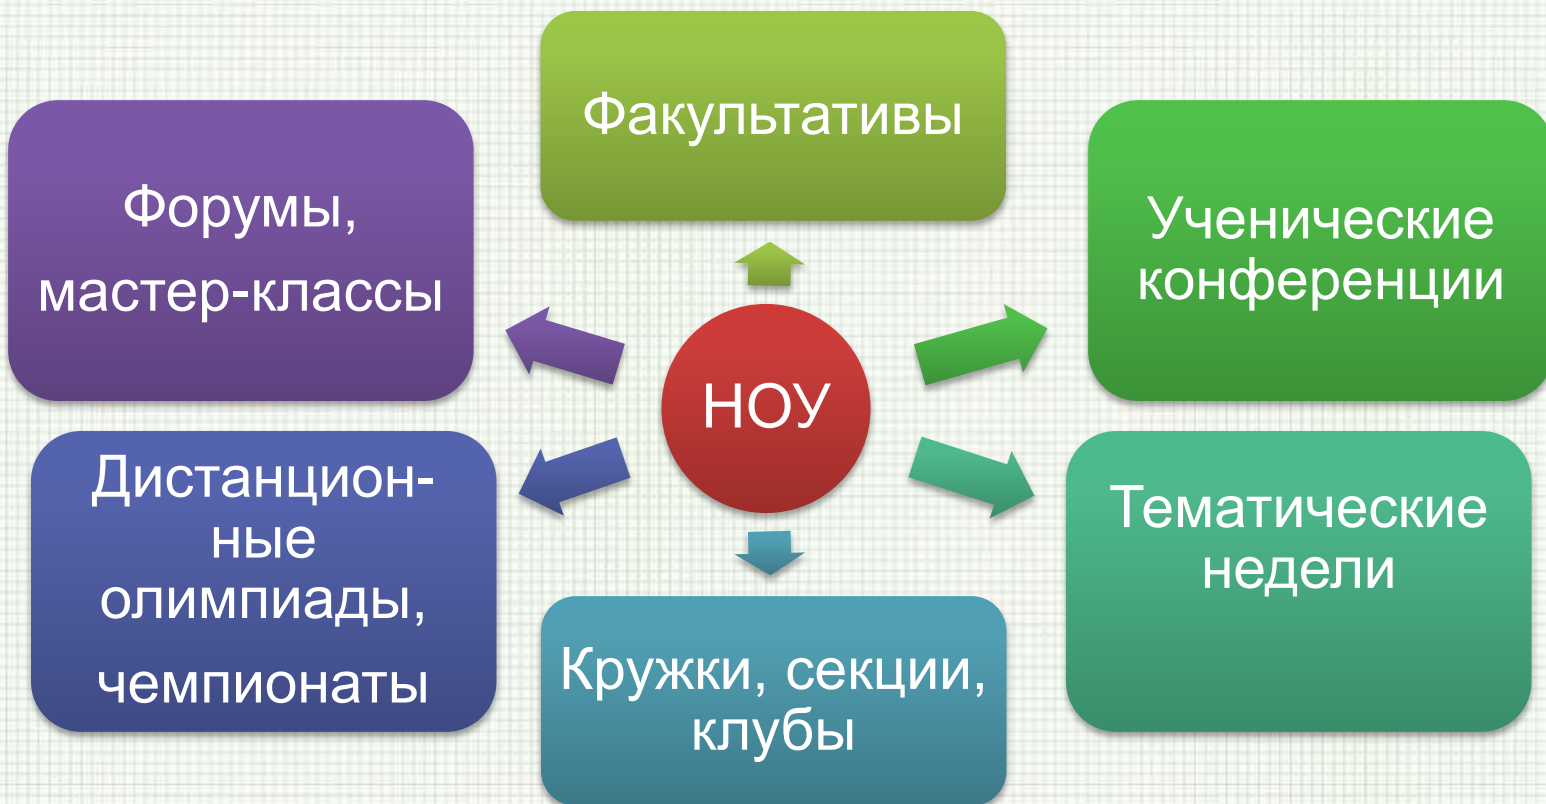 Факультативы
Форумы,
мастер-классы
Ученические
конференции
НОУ
Дистанцион-
ные
олимпиады,
чемпионаты
Тематические
недели
Кружки, секции,
клубы